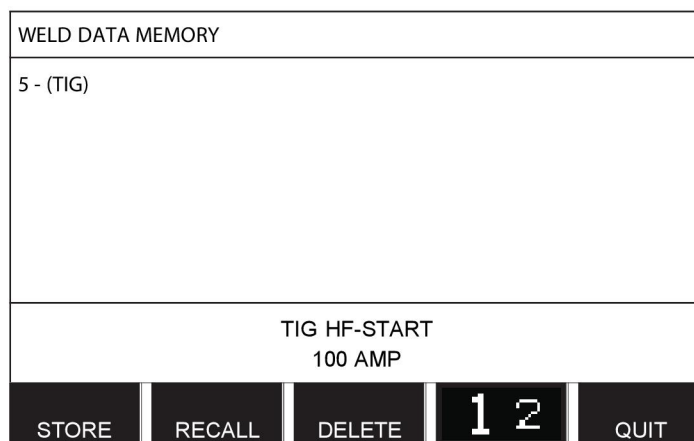 WELD DATA MEMORY
5 - (TIG)
TIG HF-START
100 AMP
STORE RECALL DELETE 1 2 QUIT